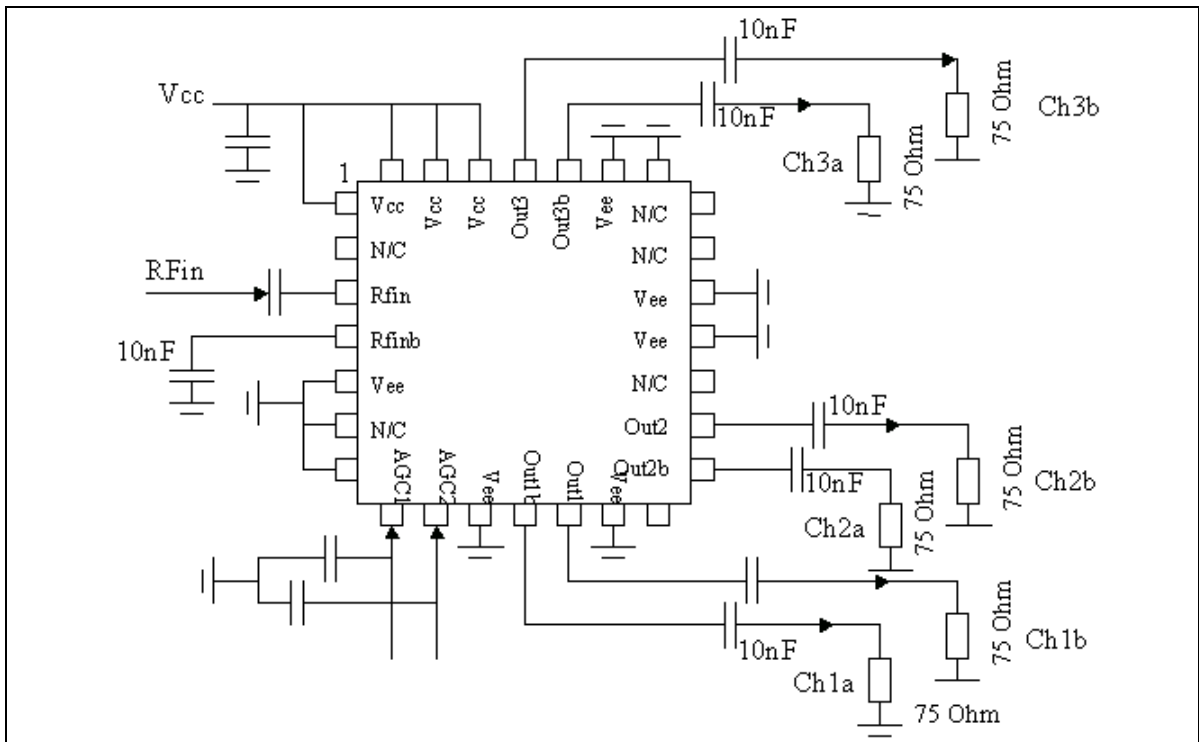 10nF
Vcc
10nF
75 Ohm
Ch3b
Ch3a
75 Ohm
1
Vcc
Vcc
Vcc
Out3
Out3b
Vee
N/C
N/C
N/C
RFin
Rfin
Vee
10nF
Rfinb
Vee
Vee
N/C
N/C
Out2
10nF
AGC1
AGC2
Vee
Out1b
Out1
Vee
Out2b
10nF
75 Ohm
Ch2b
Ch2a
75 Ohm
10nF
75 Ohm
Ch1b
Ch1a
75 Ohm